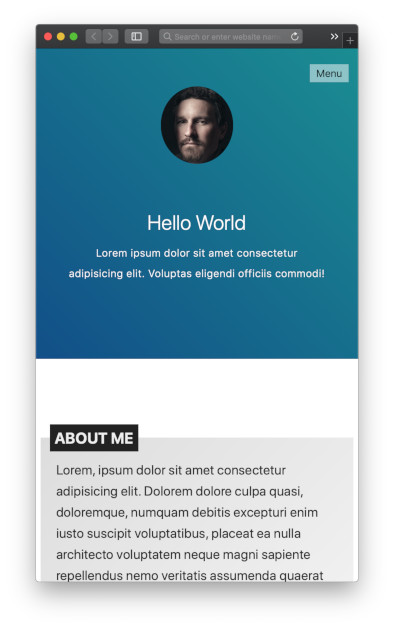 Search or enter website nam
Menu
Hello World
Lorem ipsum dolor sit amet consectetur
adipisicing elit. Voluptas eligendi officiis commodi!
ABOUT ME
Lorem, ipsum dolor sit amet consectetur
adipisicing elit. Dolorem dolore culpa quasi,
doloremque, numquam debitis excepturi enim
iusto suscipit voluptatibus, placeat ea nulla
architecto voluptatem neque magni sapiente
repellendus nemo veritatis assumenda quaerat